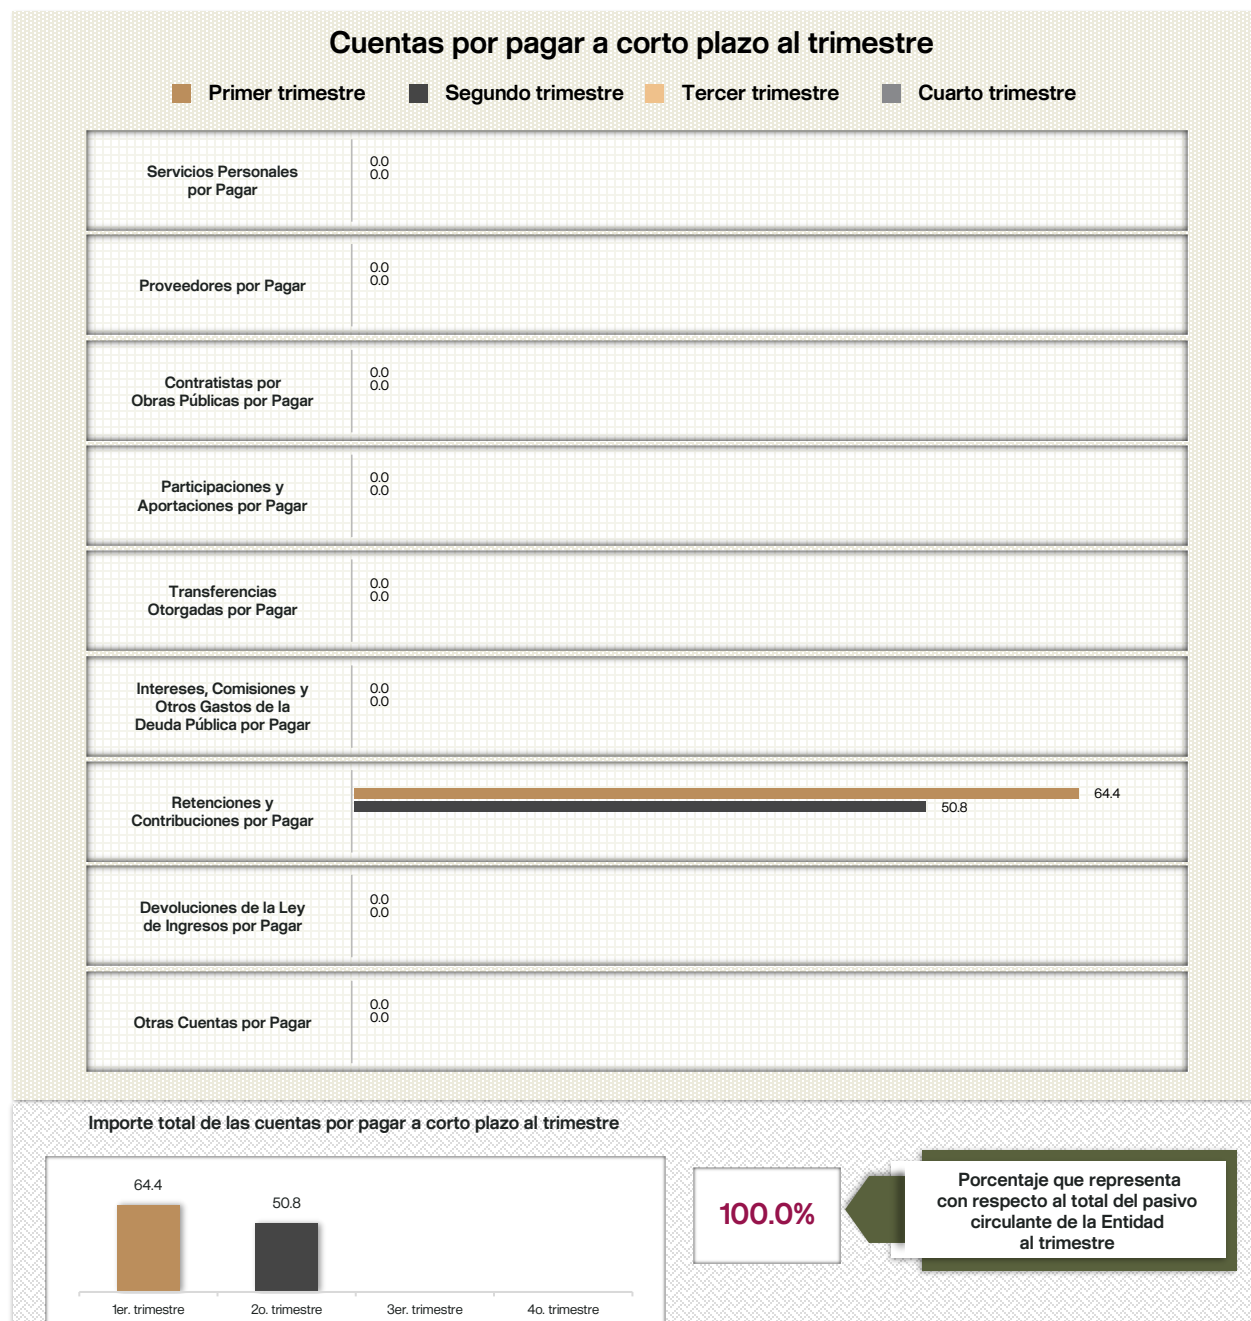 Cuentas por pagar a corto plazo al trimestre
Primer trimestre Segundo trimestre Tercer trimestre Cuarto trimestre
Servicios Personales
por Pagar
0.0
0.0
Proveedores por Pagar
0.0
0.0
Contratistas por
Obras Públicas por Pagar
0.0
0.0
Participaciones y
Aportaciones por Pagar
0.0
0.0
Transferencias
Otorgadas por Pagar
0.0
0.0
Intereses, Comisiones y
Otros Gastos de la
Deuda Pública por Pagar
0.0
0.0
Retenciones y
Contribuciones por Pagar
64.4
50.8
Devoluciones de la Ley
de Ingresos por Pagar
0.0
0.0
Otras Cuentas por Pagar
0.0
0.0
Importe total de las cuentas por pagar a corto plazo al trimestre
64.4
50.8
1er. trimestre 2o. trimestre 3er. trimestre 4o. trimestre
100.0%
Porcentaje que representa
con respecto al total del pasivo
circulante de la Entidad
al trimestre